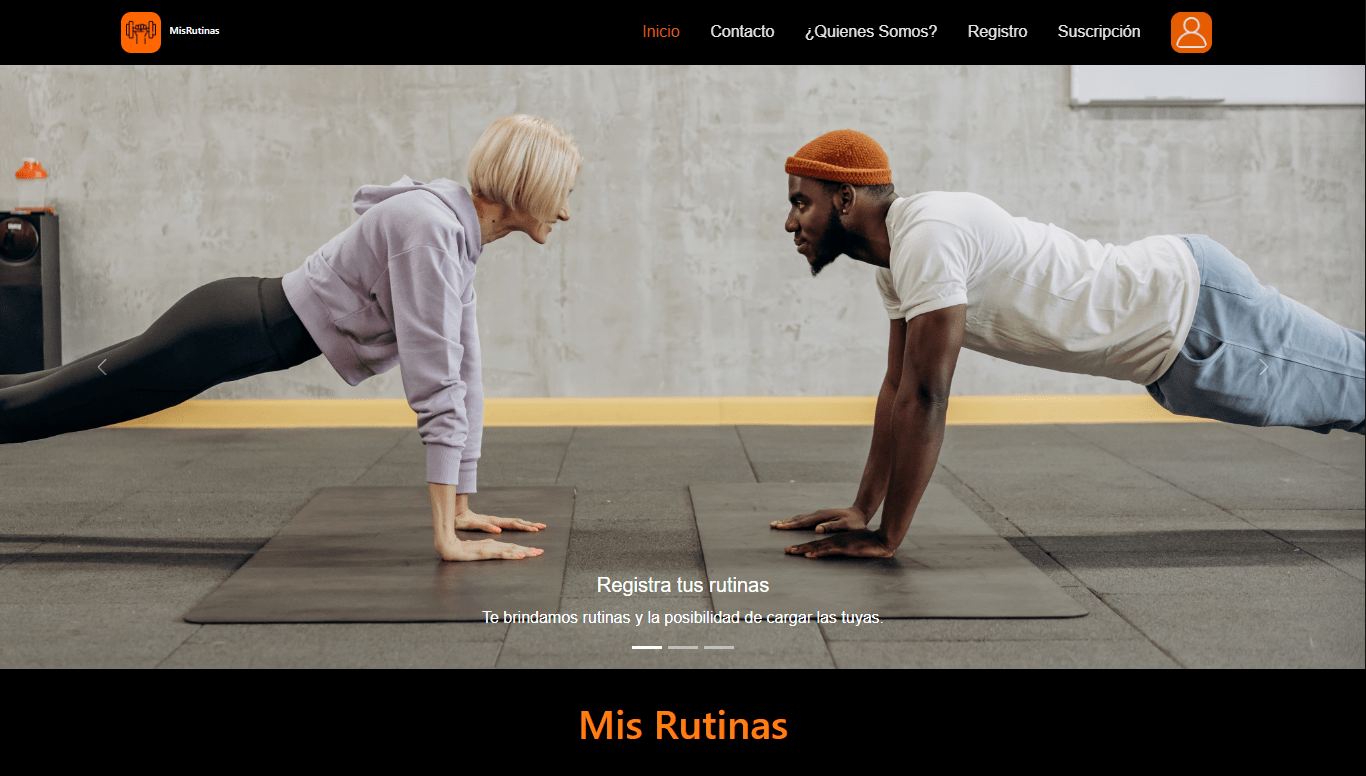 MisRutinas
Inicio Contacto ¿Quienes Somos? Registro Suscripción
Registra tus rutinas
Te brindamos rutinas y la posibilidad de cargar las tuyas.
Mis Rutinas